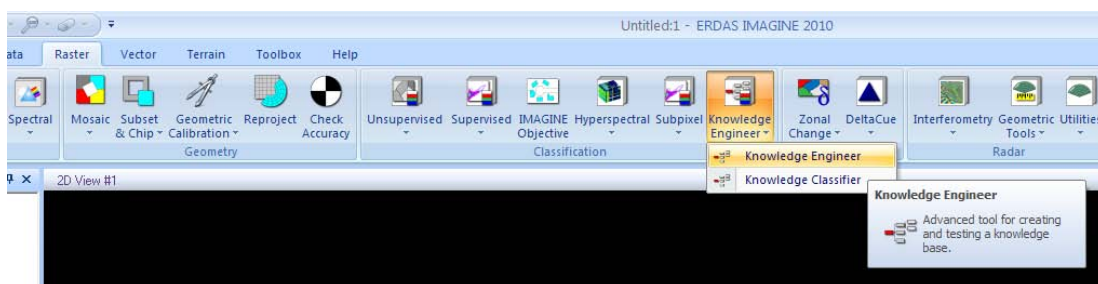 Untitled:1 - ERDAS IMAGINE 2010
Raster Vector Terrain Toolbox Help
Spectral Mosaic Subset & Chip Geometric Calibration Reproject Check Accuracy Unsupervised Supervised IMAGINE Objective Hyperspectral Subpixel Knowledge Engineer Zonal Change DeltaCue Interferometry Geometric Tools Utilities
Geometry Classification Radar
Knowledge Engineer
2D View #1
Knowledge Classifier
Knowledge Engineer
Advanced tool for creating
and testing a knowledge
base.